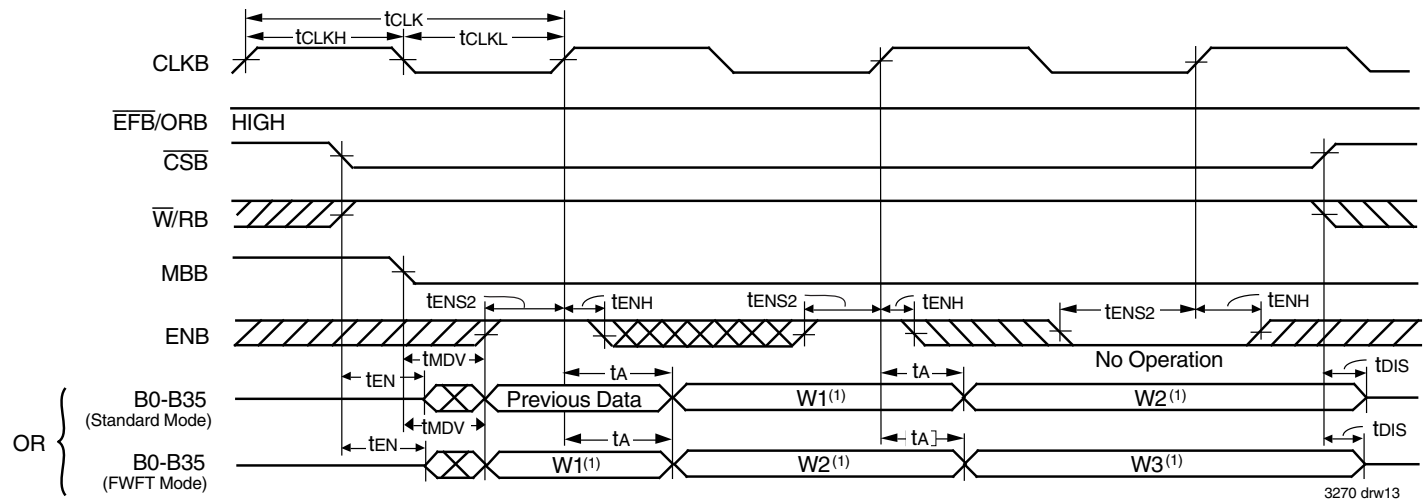 tCLK
tCLKH
tCLKL
CLKB
EFB/ORB HIGH
CSB
W/RB
MBB
tENS2 tENH tENS2 tENH tENS2 tENH
ENB
No Operation
tMDV
tEN tA tA tDIS
B0-B35 Previous Data W1(1) W2(1)
(Standard Mode)
OR
tMDV
tEN tA tA tDIS
B0-B35 W1(1) W2(1) W3(1)
(FWFT Mode)
3270 drw13